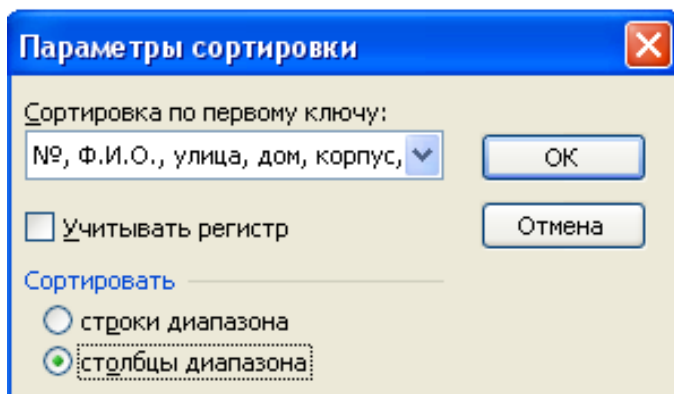 Параметры сортировки
Сортировка по первому ключу:
№, Ф.И.О., улица, дом, корпус,
ОК
Учитывать регистр
Отмена
Сортировать
строки диапазона
столбцы диапазона